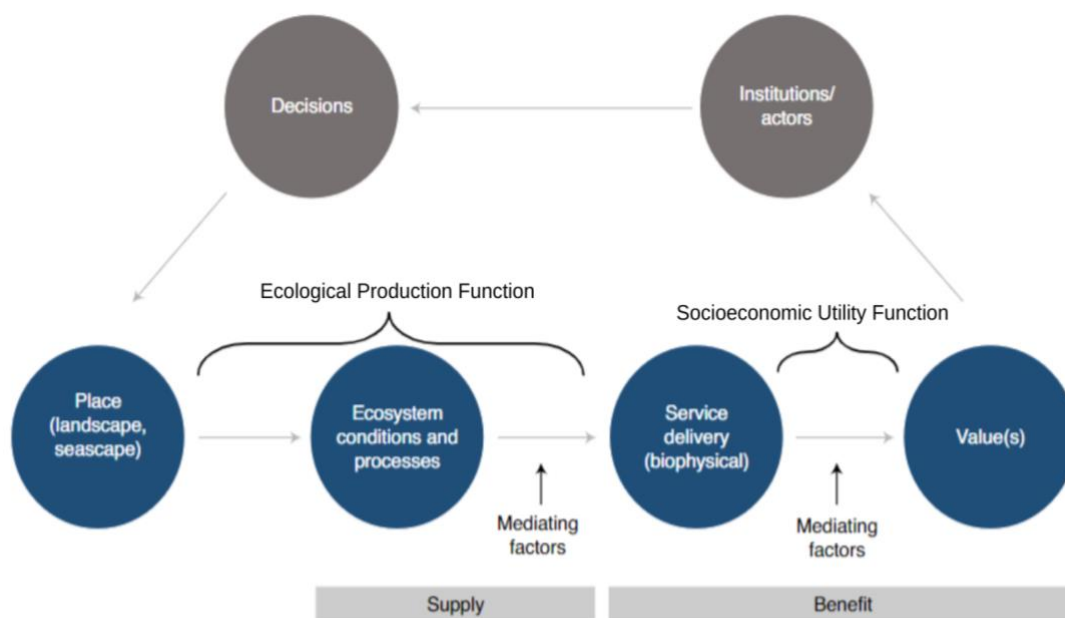 Decisions
Institutions/
actors
Ecological Production Function
Socioeconomic Utility Function
Place
(landscape,
seascape)
Ecosystem
conditions and
processes
Service
delivery
(biophysical)
Value(s)
Mediating
factors
Mediating
factors
Supply
Benefit